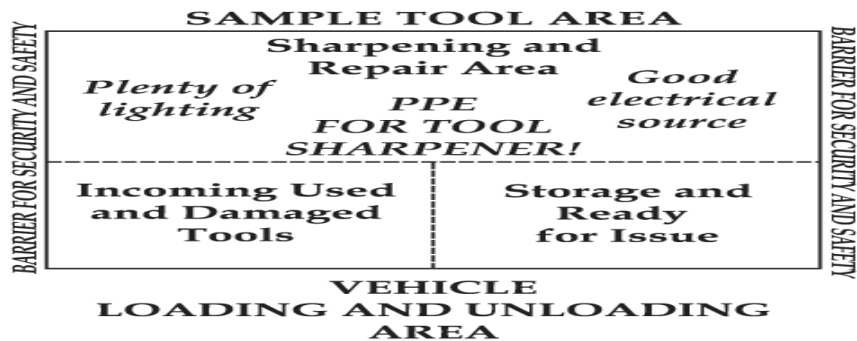 SAMPLE TOOL AREA
BARRIER FOR SECURITY AND SAFETY
Sharpening and
Repair Area
Plenty of
lighting
PPE
FOR TOOL
SHARPENER!
Good
electrical
source
Incoming Used
and Damaged
Tools
Storage and
Ready
for Issue
BARRIER FOR SECURITY AND SAFETY
VEHICLE
LOADING AND UNLOADING
AREA